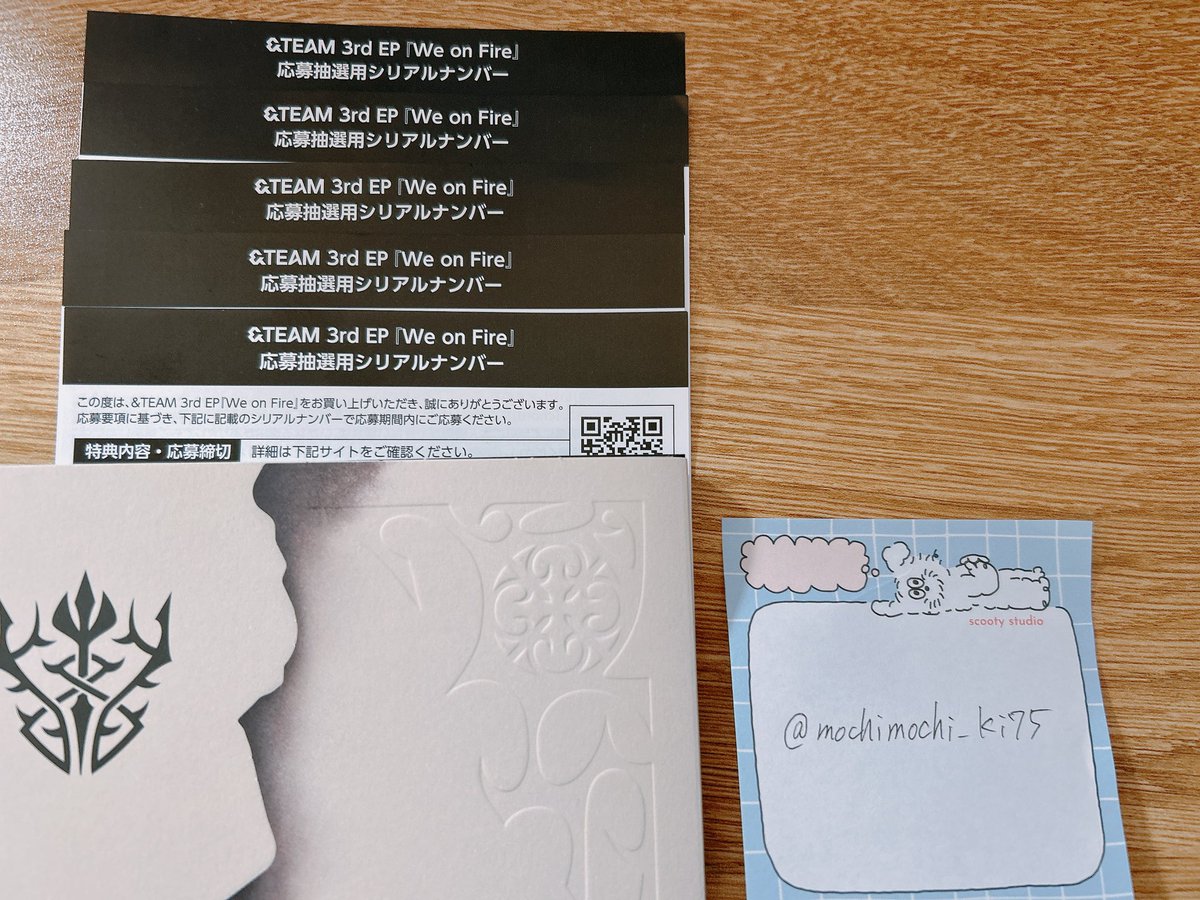 &TEAM 3rd EP『We on Fire』
応募抽選用シリアルナンバー
&TEAM 3rd EP『We on Fire』
応募抽選用シリアルナンバー
&TEAM 3rd EP『We on Fire』
応募抽選用シリアルナンバー
&TEAM 3rd EP『We on Fire』
応募抽選用シリアルナンバー
&TEAM 3rd EP『We on Fire』
応募抽選用シリアルナンバー
この度は、&TEAM 3rd EP『We on Fire』をお買い上げいただき、誠にありがとうございます。
応募要項に基づき、下記に記載のシリアルナンバーで応募期間内にご応募ください。
特典内容・応募締切 詳細は下記サイトをご確認ください。
scooty studio
@mochimochi_ki75